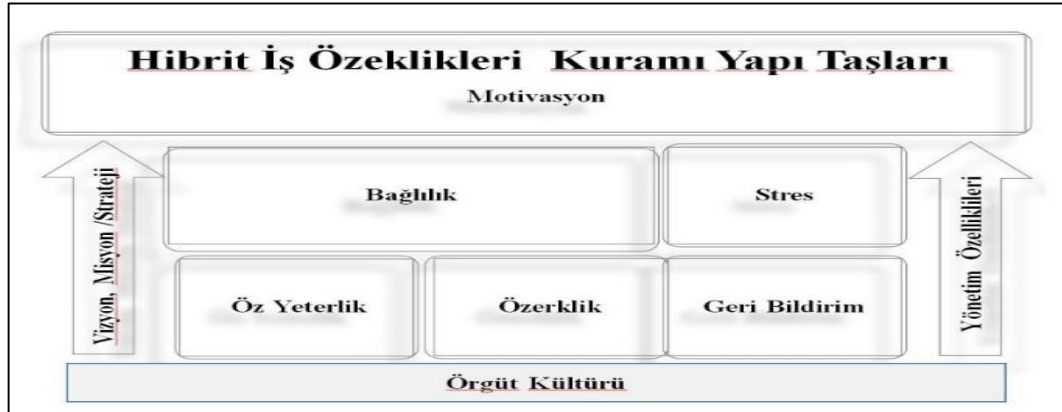 Hibrit İş Özeklikleri Kuramı Yapı Taşları
Motivasyon
Vizyon, Misyon /Strateji
Bağlılık
Stres
Yönetim Özellilileri
Öz Yeterlik
Özerklik
Geri Bildirim
Örgüt Kültürü